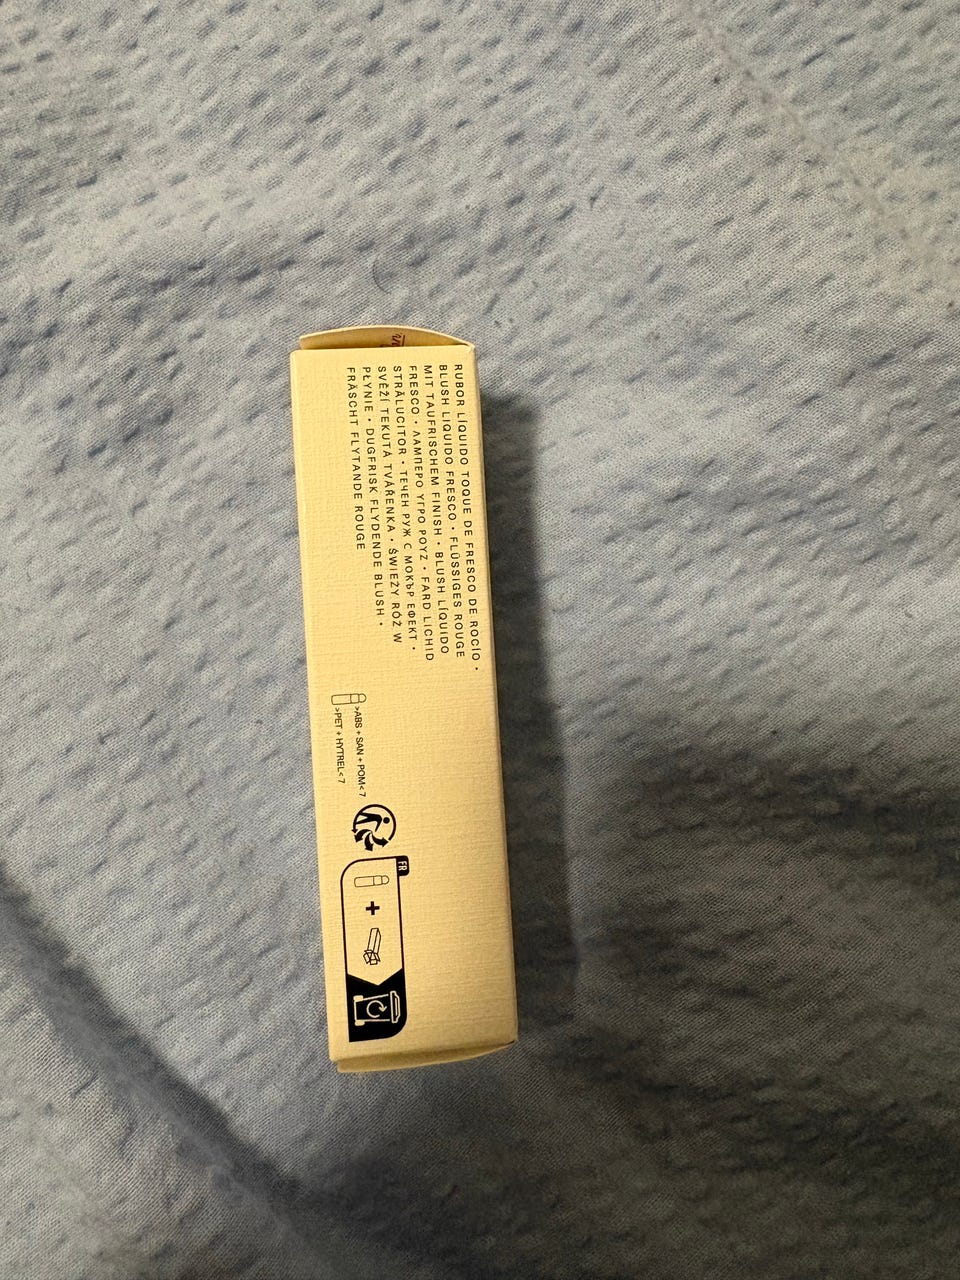 RUBOR LÍQUIDO TOQUE DE FRESCO DE ROCÍO •
BLUSH LIQUIDO FRESCO • FLÜSSIGES ROUGE
MIT TAUFRISCHEM FINISH • BLUSH LÍQUIDO
FRESCO • ΛΑΜΠΕΡΟ ΥΓΡΟ ΡΟΥΖ • FARD LICHID
STRĂLUCITOR • ТЕЧЕН РУЖ С МОКЪР ЕФЕКТ •
SVĚŽÍ TEKUTÁ TVÁŘENKA • ŚWIEŻY RÓŻ W
PŁYNIE • DUGFRISK FLYDENDE BLUSH •
FRÄSCHT FLYTANDE ROUGE
>ABS + SAN + POM< 7
>PET + HYTREL< 7
FR
+